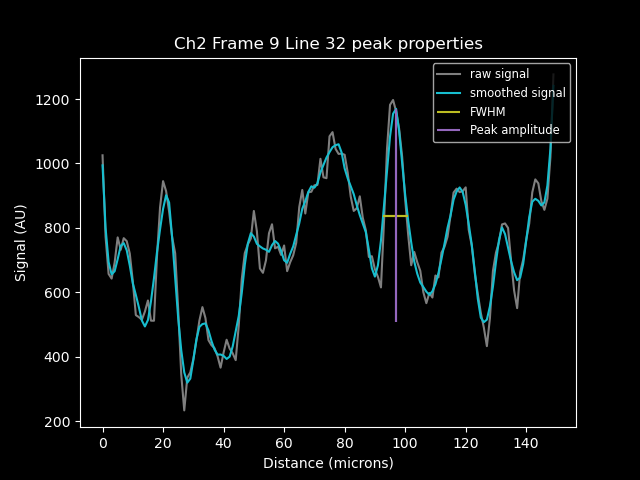 Ch2 Frame 9 Line 32 peak properties
raw signal
smoothed signal
FWHM
Peak amplitude
Signal (AU)
1200
1000
800
600
400
200
0 20 40 60 80 100 120 140
Distance (microns)